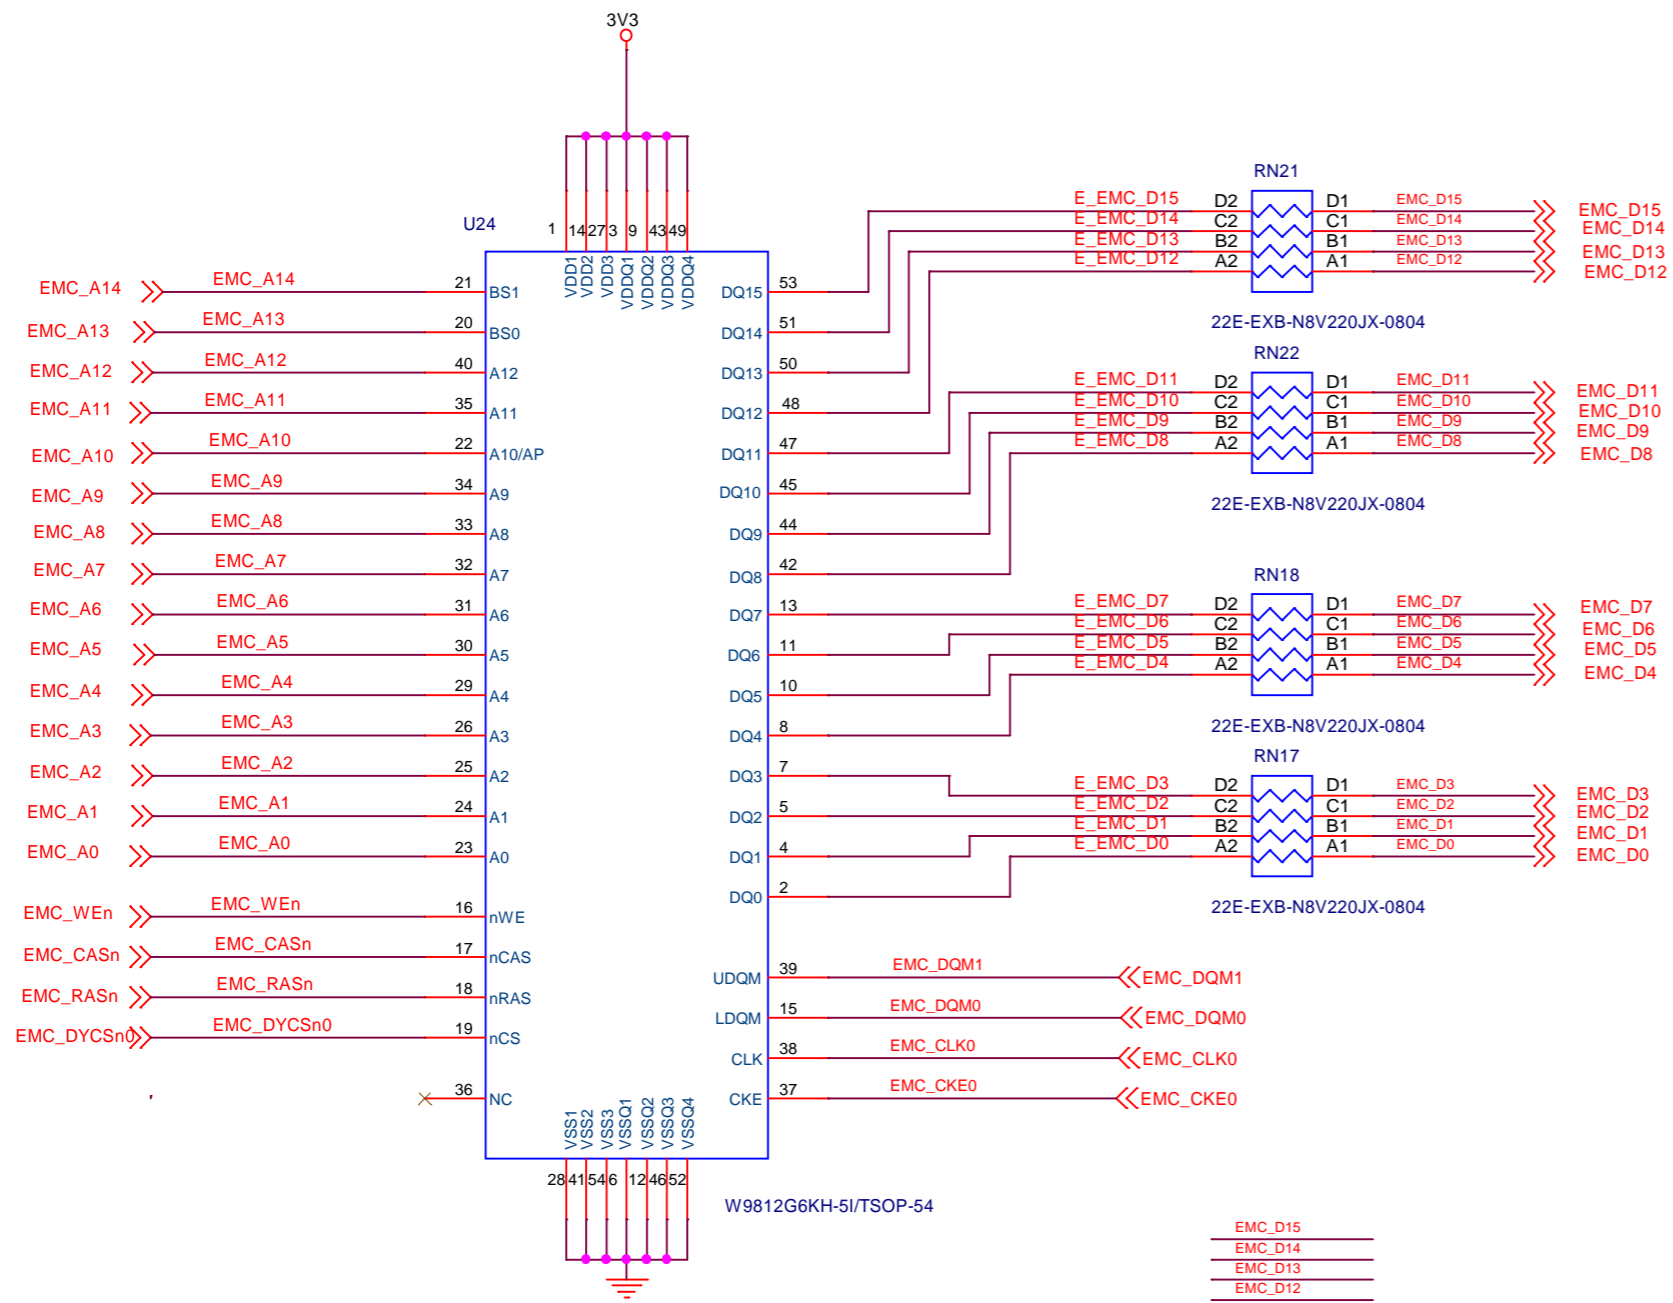 3V3
U24
1 14 27 3 9 43 49
VDD1 VDD2 VDD3 VDDQ1 VDDQ2 VDDQ3 VDDQ4
EMC_A14 EMC_A14 21 BS1
EMC_A13 EMC_A13 20 BS0
EMC_A12 EMC_A12 40 A12
EMC_A11 EMC_A11 35 A11
EMC_A10 EMC_A10 22 A10/AP
EMC_A9 EMC_A9 34 A9
EMC_A8 EMC_A8 33 A8
EMC_A7 EMC_A7 32 A7
EMC_A6 EMC_A6 31 A6
EMC_A5 EMC_A5 30 A5
EMC_A4 EMC_A4 29 A4
EMC_A3 EMC_A3 26 A3
EMC_A2 EMC_A2 25 A2
EMC_A1 EMC_A1 24 A1
EMC_A0 EMC_A0 23 A0
EMC_WEn EMC_WEn 16 nWE
EMC_CASn EMC_CASn 17 nCAS
EMC_RASn EMC_RASn 18 nRAS
EMC_DYCSn0 EMC_DYCSn0 19 nCS
36 NC
DQ15 53
DQ14 51
DQ13 50
DQ12 48
DQ11 47
DQ10 45
DQ9 44
DQ8 42
DQ7 13
DQ6 11
DQ5 10
DQ4 8
DQ3 7
DQ2 5
DQ1 4
DQ0 2
UDQM 39 EMC_DQM1 EMC_DQM1
LDQM 15 EMC_DQM0 EMC_DQM0
CLK 38 EMC_CLK0 EMC_CLK0
CKE 37 EMC_CKE0 EMC_CKE0
VSS1 VSS2 VSS3 VSSQ1 VSSQ2 VSSQ3 VSSQ4
28 41 54 6 12 46 52
W9812G6KH-5I/TSOP-54
RN21
E_EMC_D15 D2 D1 EMC_D15 EMC_D15
E_EMC_D14 C2 C1 EMC_D14 EMC_D14
E_EMC_D13 B2 B1 EMC_D13 EMC_D13
E_EMC_D12 A2 A1 EMC_D12 EMC_D12
22E-EXB-N8V220JX-0804
RN22
E_EMC_D11 D2 D1 EMC_D11 EMC_D11
E_EMC_D10 C2 C1 EMC_D10 EMC_D10
E_EMC_D9 B2 B1 EMC_D9 EMC_D9
E_EMC_D8 A2 A1 EMC_D8 EMC_D8
22E-EXB-N8V220JX-0804
RN18
E_EMC_D7 D2 D1 EMC_D7 EMC_D7
E_EMC_D6 C2 C1 EMC_D6 EMC_D6
E_EMC_D5 B2 B1 EMC_D5 EMC_D5
E_EMC_D4 A2 A1 EMC_D4 EMC_D4
22E-EXB-N8V220JX-0804
RN17
E_EMC_D3 D2 D1 EMC_D3 EMC_D3
E_EMC_D2 C2 C1 EMC_D2 EMC_D2
E_EMC_D1 B2 B1 EMC_D1 EMC_D1
E_EMC_D0 A2 A1 EMC_D0 EMC_D0
22E-EXB-N8V220JX-0804
EMC_D15
EMC_D14
EMC_D13
EMC_D12